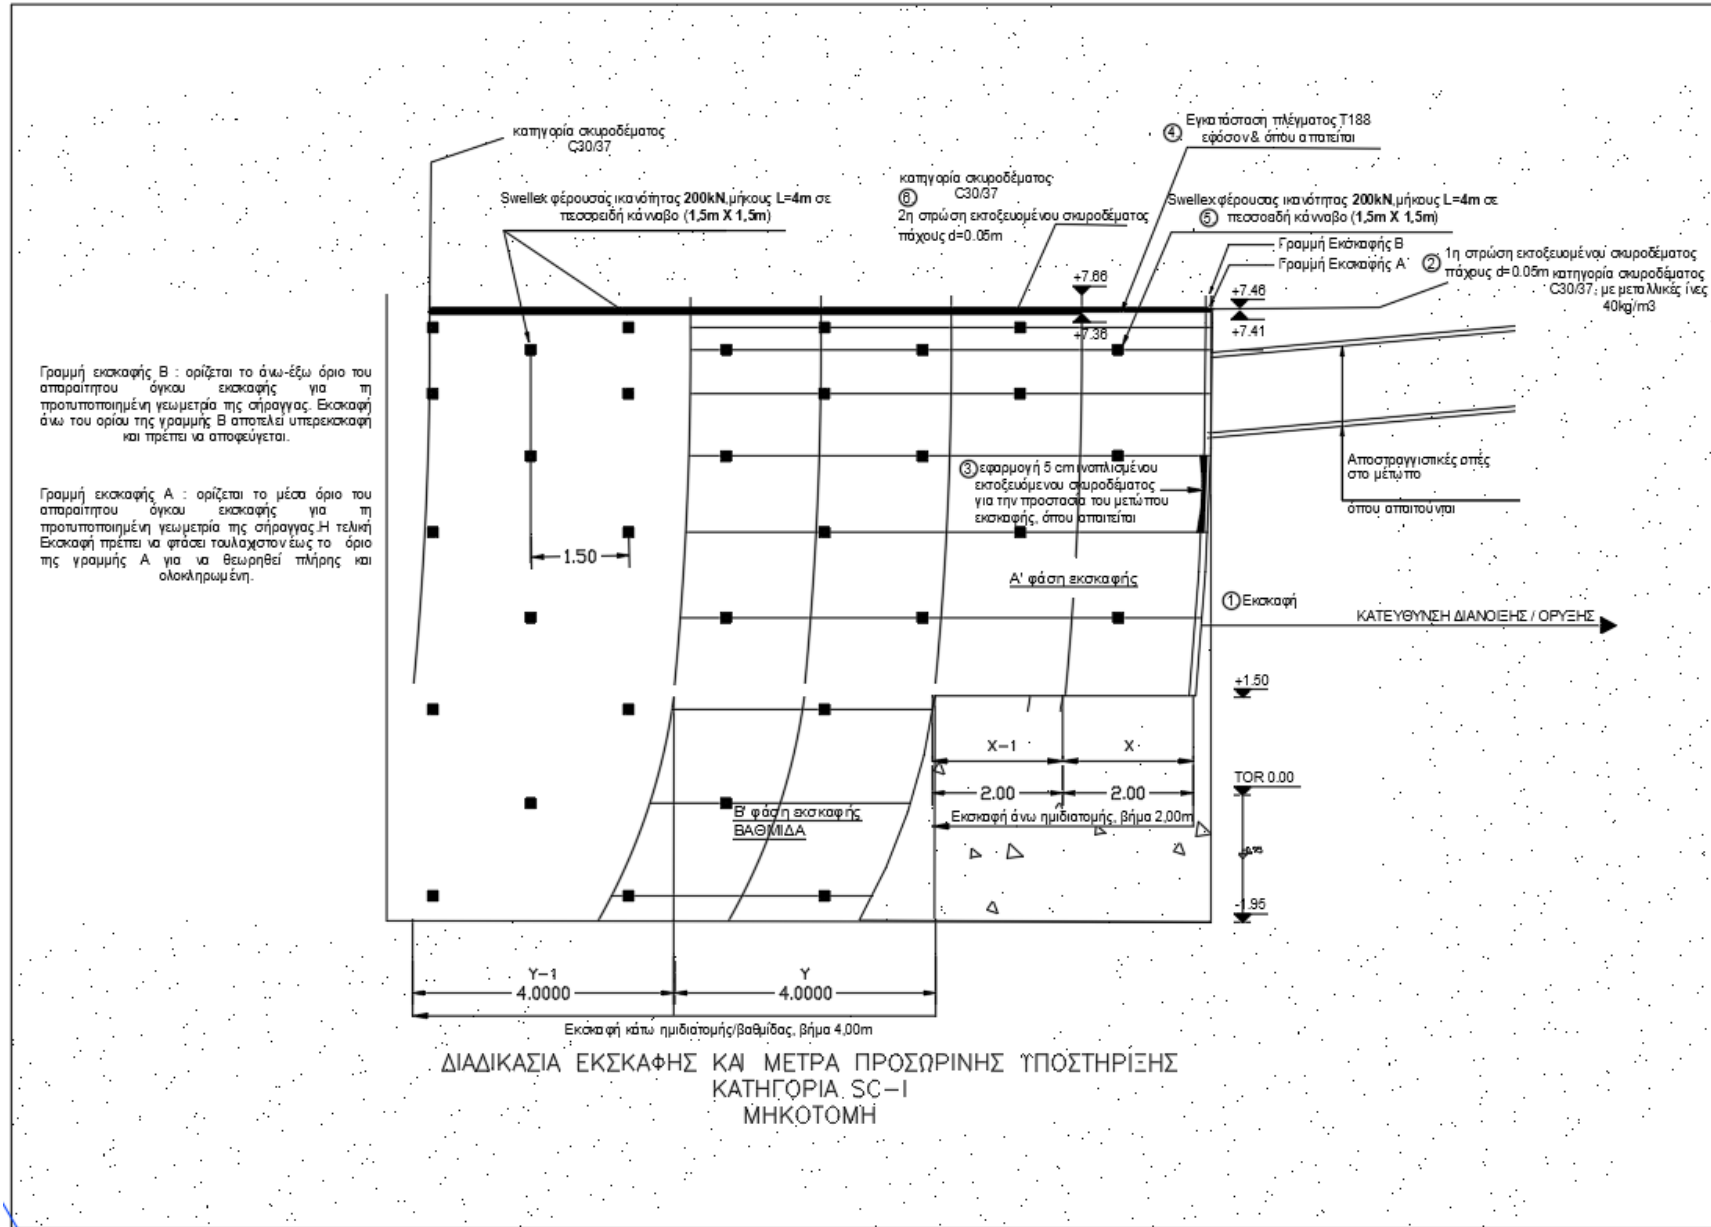 κατηγορία σκυροδέματος
C30/37
Swellex φέρουσας ικανότητας 200kN,μήκους L=4m σε
πεσσοειδή κάνναβο (1,5m X 1,5m)
κατηγορία σκυροδέματος
C30/37
⑥
2η στρώση εκτοξευομένου σκυροδέματος
πάχους d=0.05m
④ Εγκατάσταση πλέγματος T188
εφόσον & όπου απαιτείται
Swellex φέρουσας ικανότητας 200kN,μήκους L=4m σε
⑤ πεσσοειδή κάνναβο (1,5m X 1,5m)
Γραμμή Εκσκαφής Β
Γραμμή Εκσκαφής Α
② 1η στρώση εκτοξευομένου σκυροδέματος
πάχους d=0.05m κατηγορία σκυροδέματος
C30/37, με μεταλλικές ίνες
40kg/m3
+7.66
+7.36
+7.46
+7.41
Γραμμή εκσκαφής Β : ορίζεται το άνω-έξω όριο του
απαραίτητου όγκου εκσκαφής για τη
προτυποποιημένη γεωμετρία της σήραγγας. Εκσκαφή
άνω του ορίου της γραμμής Β αποτελεί υπερεκσκαφή
και πρέπει να αποφεύγεται.
Γραμμή εκσκαφής Α : ορίζεται το μέσα όριο του
απαραίτητου όγκου εκσκαφής για τη
προτυποποιημένη γεωμετρία της σήραγγας.Η τελική
Εκσκαφή πρέπει να φτάσει τουλαχιστον έως το όριο
της γραμμής Α για να θεωρηθεί πλήρης και
ολοκληρωμένη.
③ εφαρμογή 5 cm ινοπλισμένου
εκτοξευόμενου σκυροδέματος
για την προστασία του μετώπου
εκσκαφής, όπου απαιτείται
Αποστραγγιστικές οπές
στο μέτωπο
όπου απαιτούνται
1.50
Α' φάση εκσκαφής
① Εκσκαφή
ΚΑΤΕΥΘΥΝΣΗ ΔΙΑΝΟΙΞΗΣ / ΟΡΥΞΗΣ
+1.50
X-1
X
2.00
2.00
TOR 0.00
Εκσκαφή άνω ημιδιατομής, βήμα 2,00m
Β' φάση εκσκαφής
ΒΑΘΜΙΔΑ
-1.95
Y-1
Y
4.0000
4.0000
Εκσκαφή κάτω ημιδιατομής/βαθμίδας, βήμα 4,00m
ΔΙΑΔΙΚΑΣΙΑ ΕΚΣΚΑΦΗΣ ΚΑΙ ΜΕΤΡΑ ΠΡΟΣΩΡΙΝΗΣ ΥΠΟΣΤΗΡΙΞΗΣ
ΚΑΤΗΓΟΡΙΑ SC-I
ΜΗΚΟΤΟΜΗ